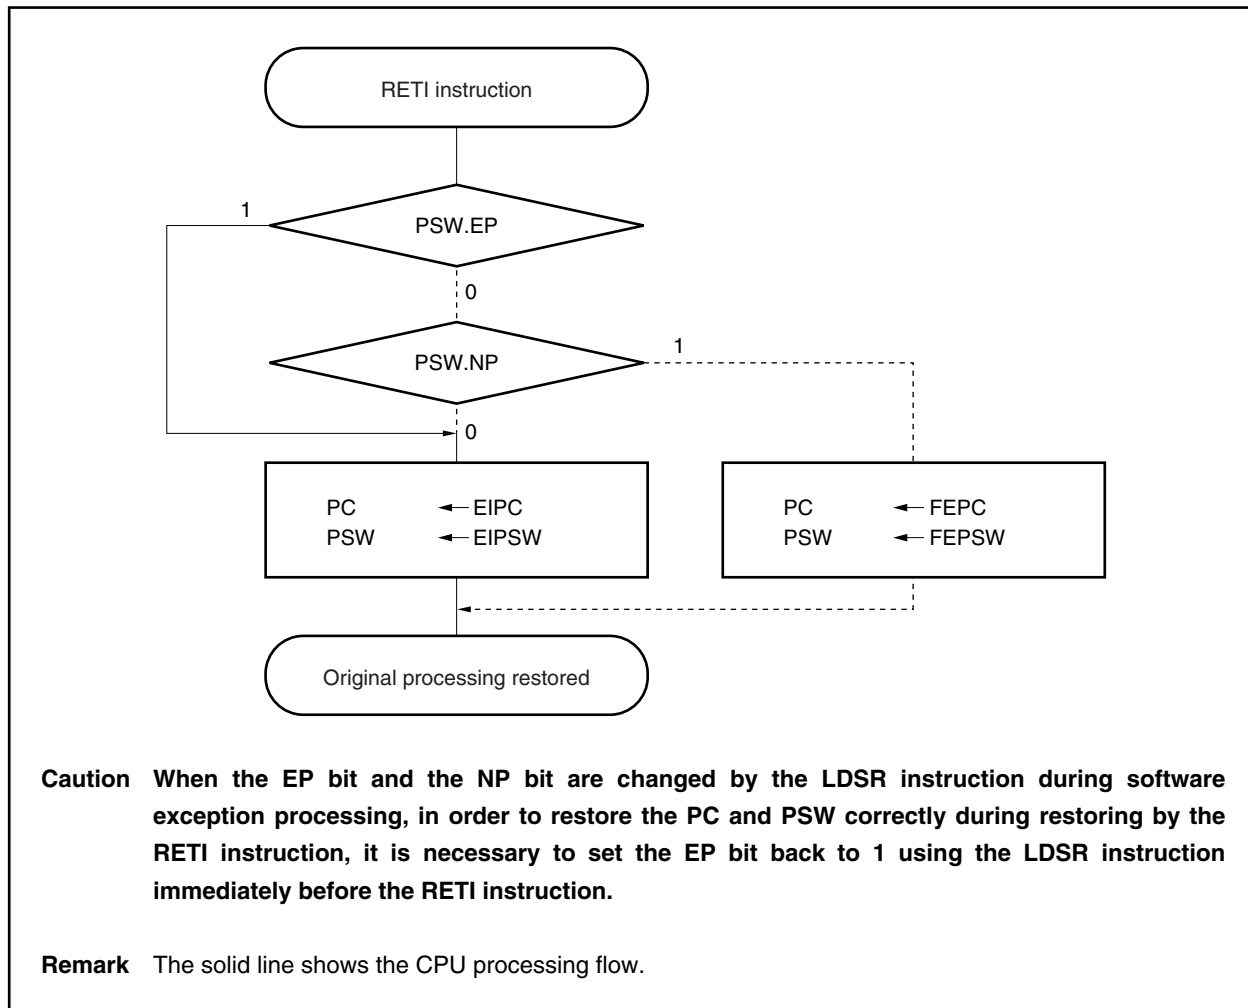 RETI instruction
1
PSW.EP
0
PSW.NP
1
0
PC ← EIPC
PSW ← EIPSW
PC ← FEPC
PSW ← FEPSW
Original processing restored
Caution When the EP bit and the NP bit are changed by the LDSR instruction during software
exception processing, in order to restore the PC and PSW correctly during restoring by the
RETI instruction, it is necessary to set the EP bit back to 1 using the LDSR instruction
immediately before the RETI instruction.
Remark The solid line shows the CPU processing flow.